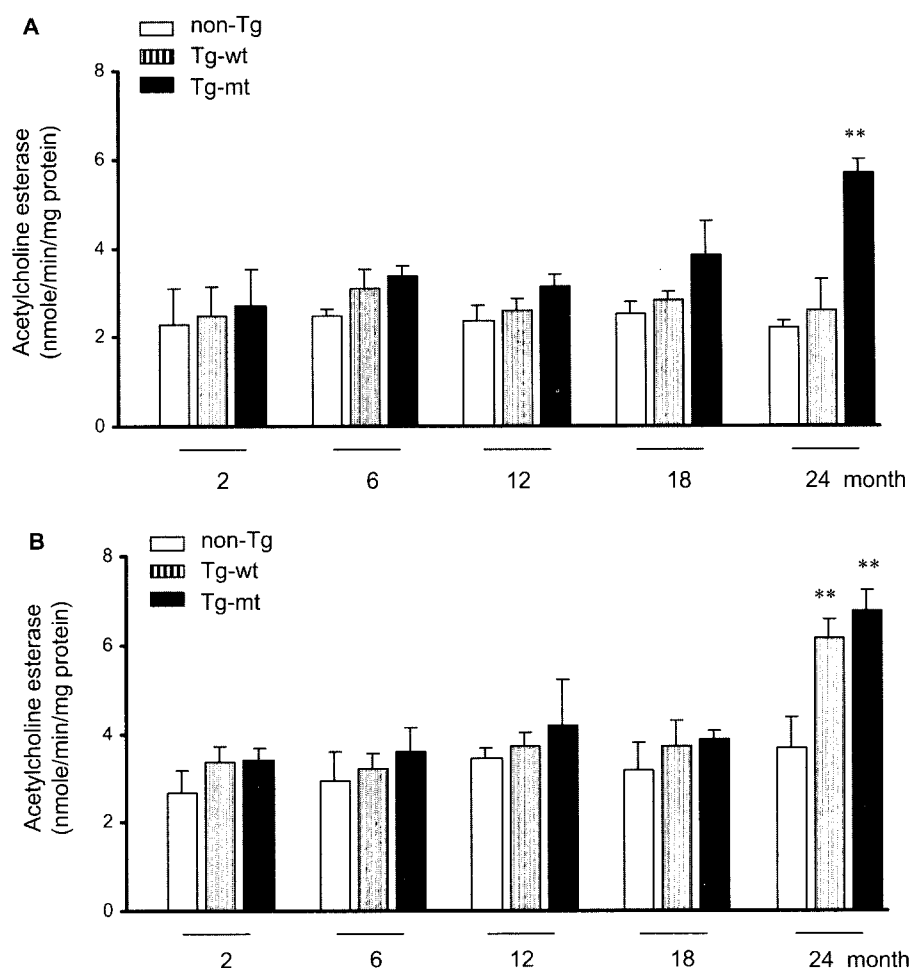 A
non-Tg
Tg-wt
Tg-mt
Acetylcholine esterase
(nmole/min/mg protein)
8
6
4
2
0
**
2 6 12 18 24 month
B
non-Tg
Tg-wt
Tg-mt
Acetylcholine esterase
(nmole/min/mg protein)
8
6
4
2
0
**
**
2 6 12 18 24 month